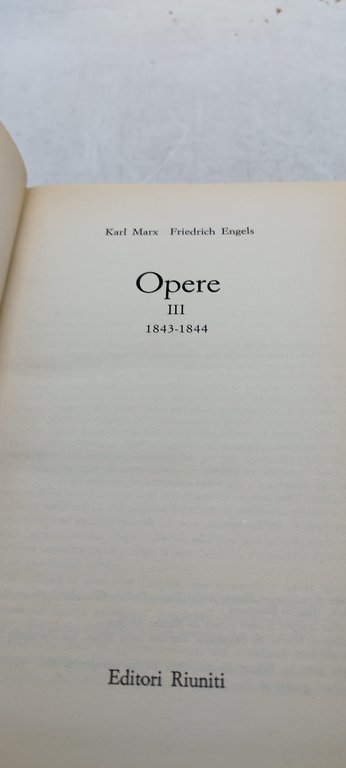 Karl Marx Friedrich Engels
Opere
III
1843-1844
Editori Riuniti